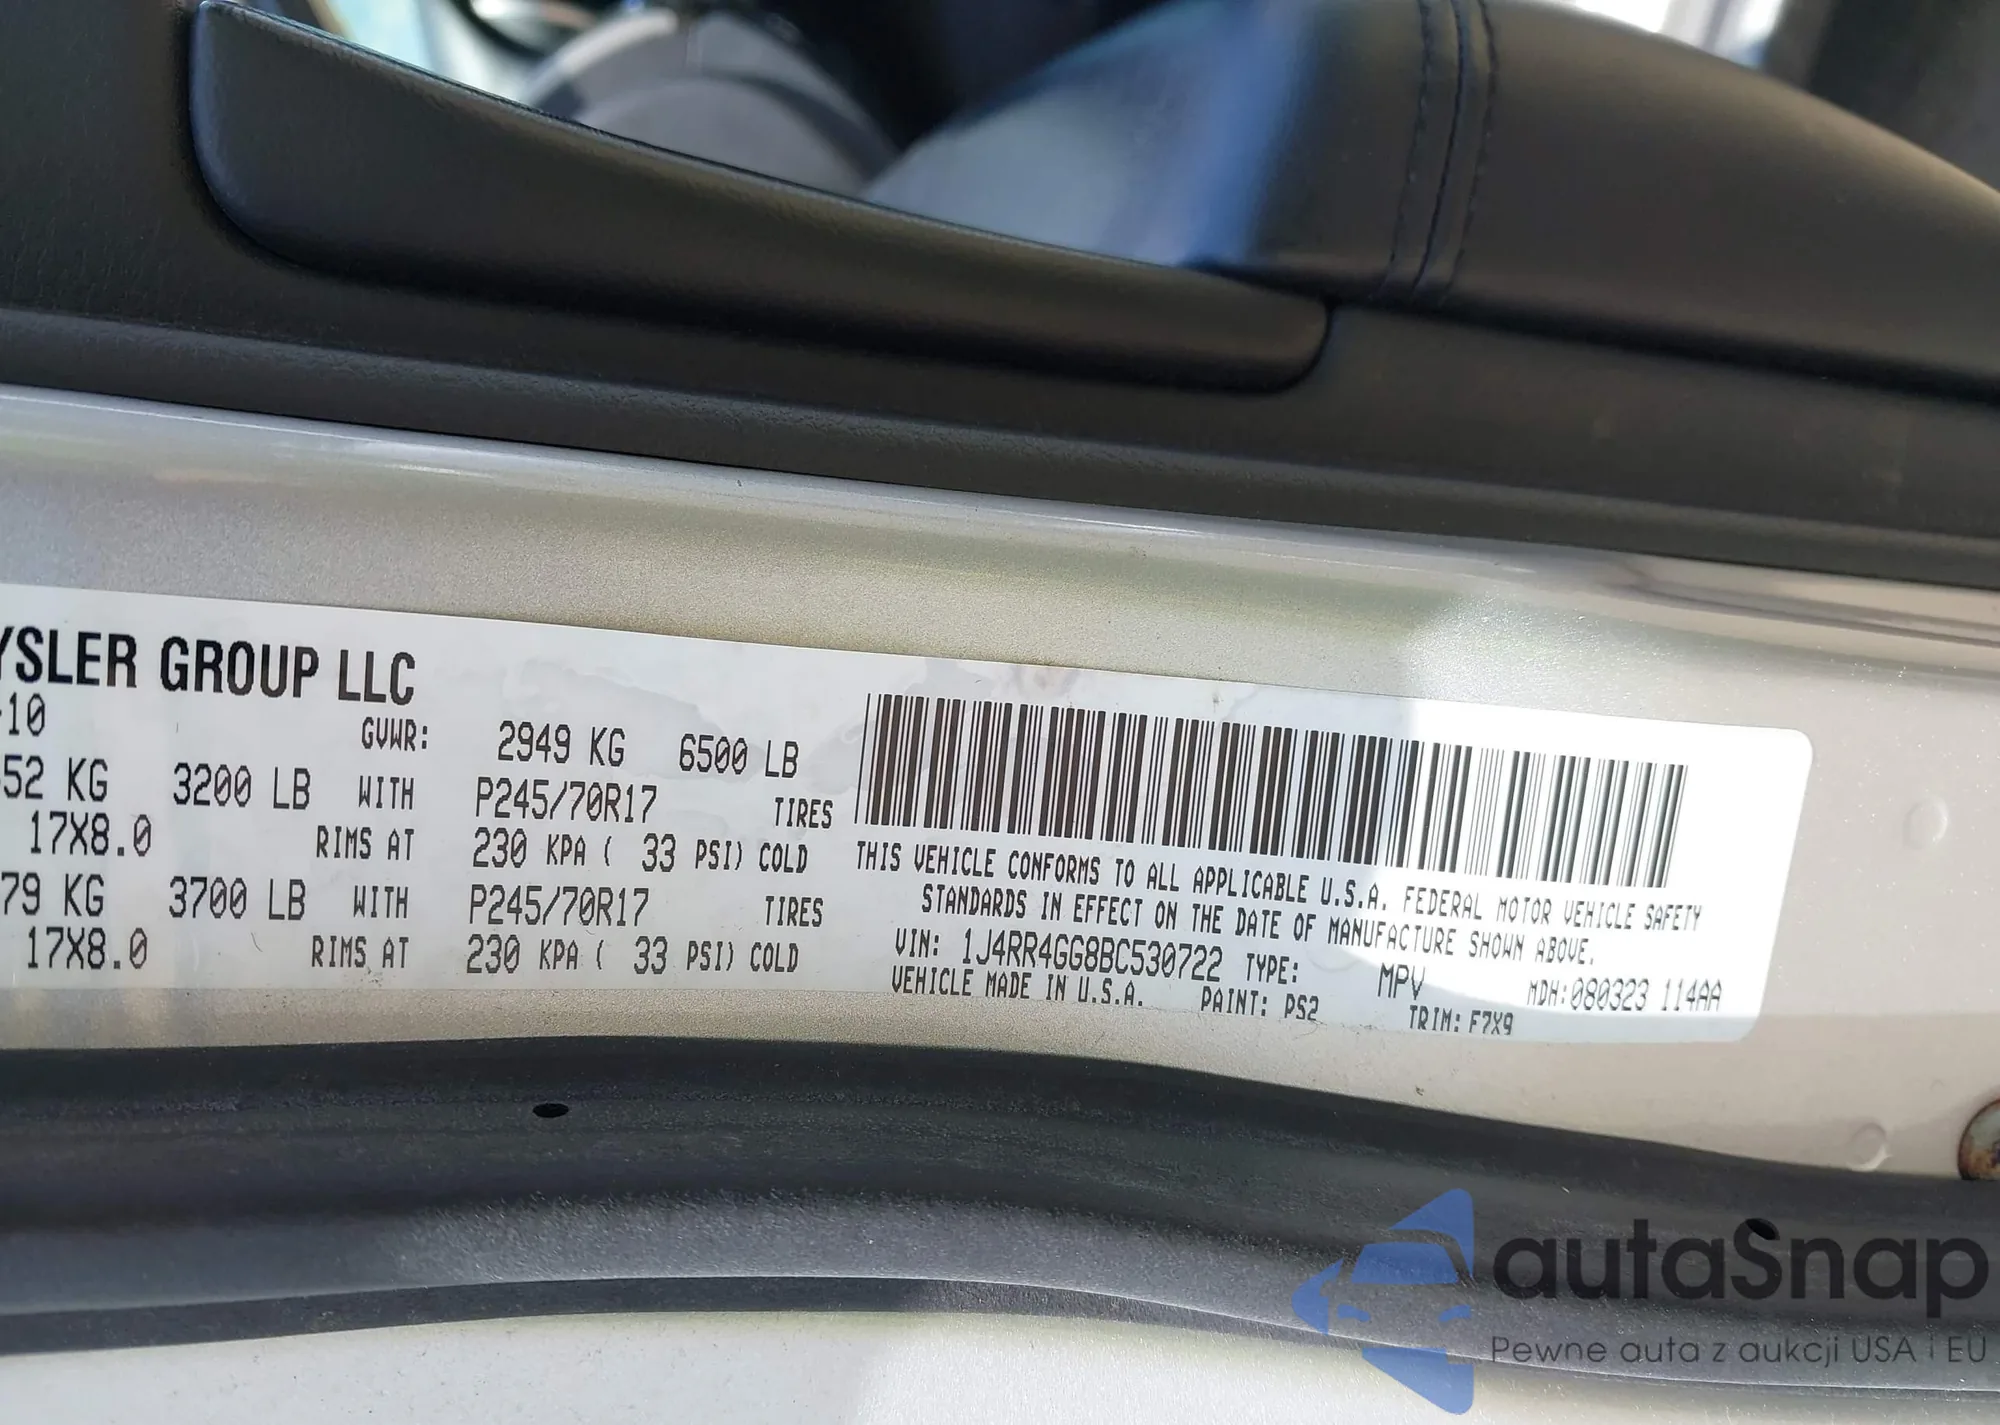 YSLER GROUP LLC
-10 GVWR: 2949 KG 6500 LB
52 KG 3200 LB WITH P245/70R17 TIRES
17X8.0 RIMS AT 230 KPA ( 33 PSI) COLD
79 KG 3700 LB WITH P245/70R17 TIRES
17X8.0 RIMS AT 230 KPA ( 33 PSI) COLD
THIS VEHICLE CONFORMS TO ALL APPLICABLE U.S.A. FEDERAL MOTOR VEHICLE SAFETY
STANDARDS IN EFFECT ON THE DATE OF MANUFACTURE SHOWN ABOVE.
VIN: 1J4RR4GG8BC530722 TYPE: MPV MDH:080323 114AA
VEHICLE MADE IN U.S.A. PAINT: PS2 TRIM: F7X9
autaSnap
Pewne auta z aukcji USA i EU